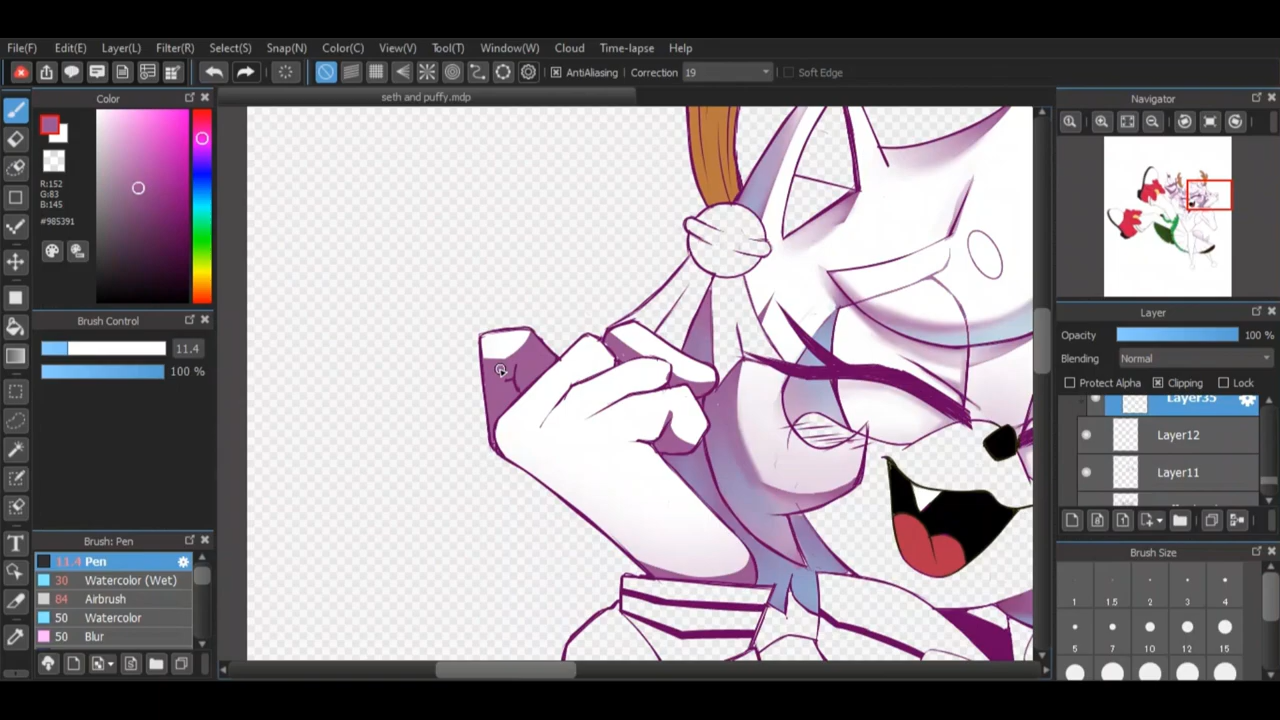 File(F) Edit(E) Layer(L) Filter(R) Select(S) Snap(N) Color(C) View(V) Tool(T) Window(W) Cloud Time-lapse Help
AntiAliasing Correction 19 Soft Edge
Color
seth and puffy.mdp
Navigator
R:152
G:83
B:145
#985391
Brush Control
11.4
100 %
Layer
Opacity 100 %
Blending Normal
Protect Alpha Clipping Lock
Layer35
Layer12
Layer11
Brush: Pen
11.4 Pen
30 Watercolor (Wet)
84 Airbrush
50 Watercolor
50 Blur
Brush Size
1 1.5 2 3 4
5 7 10 12 15
T